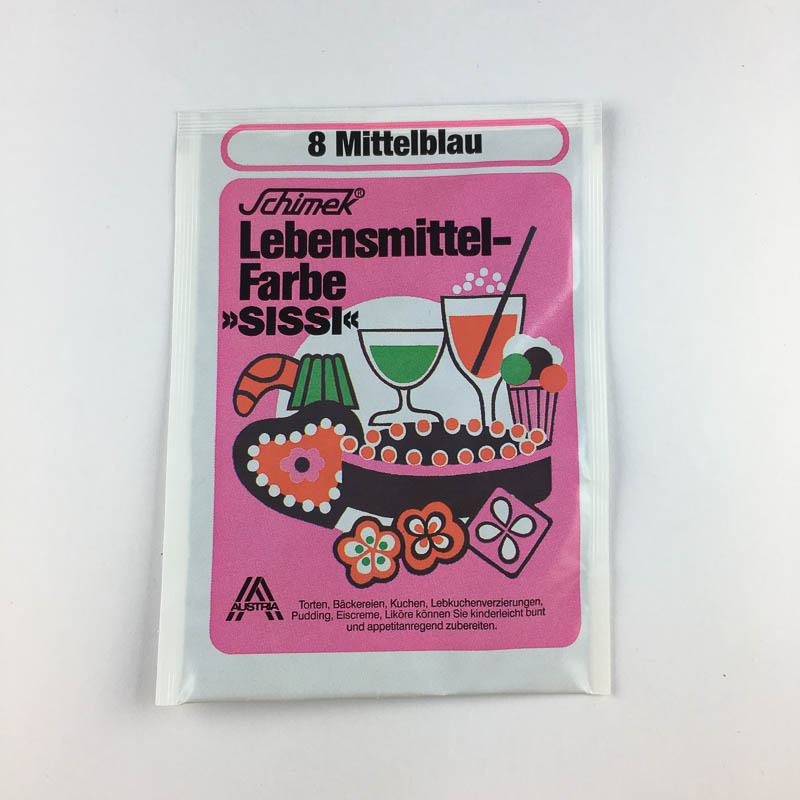 8 Mittelblau
Schimek®
Lebensmittel-
Farbe
»SISSI«
AUSTRIA
Torten, Bäckereien, Kuchen, Lebkuchenverzierungen,
Pudding, Eiscreme, Liköre können Sie kinderleicht bunt
und appetitanregend zubereiten.